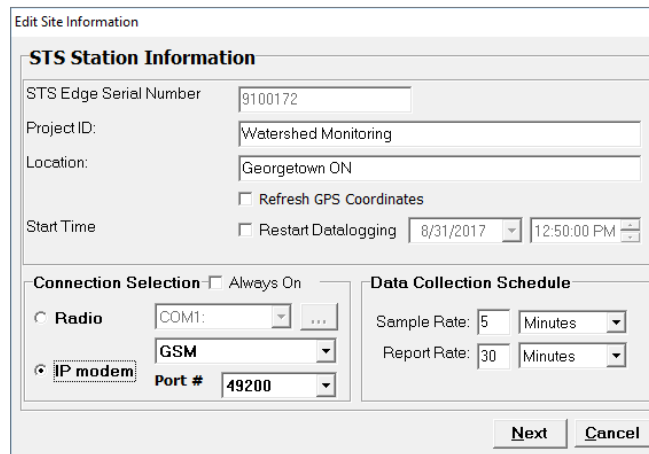 Edit Site Information
STS Station Information
STS Edge Serial Number 9100172
Project ID: Watershed Monitoring
Location: Georgetown ON
Refresh GPS Coordinates
Start Time Restart Datalogging 8/31/2017 12:50:00 PM
Connection Selection Always On
Radio COM1: ...
GSM
IP modem
Port # 49200
Data Collection Schedule
Sample Rate: 5 Minutes
Report Rate: 30 Minutes
Next Cancel